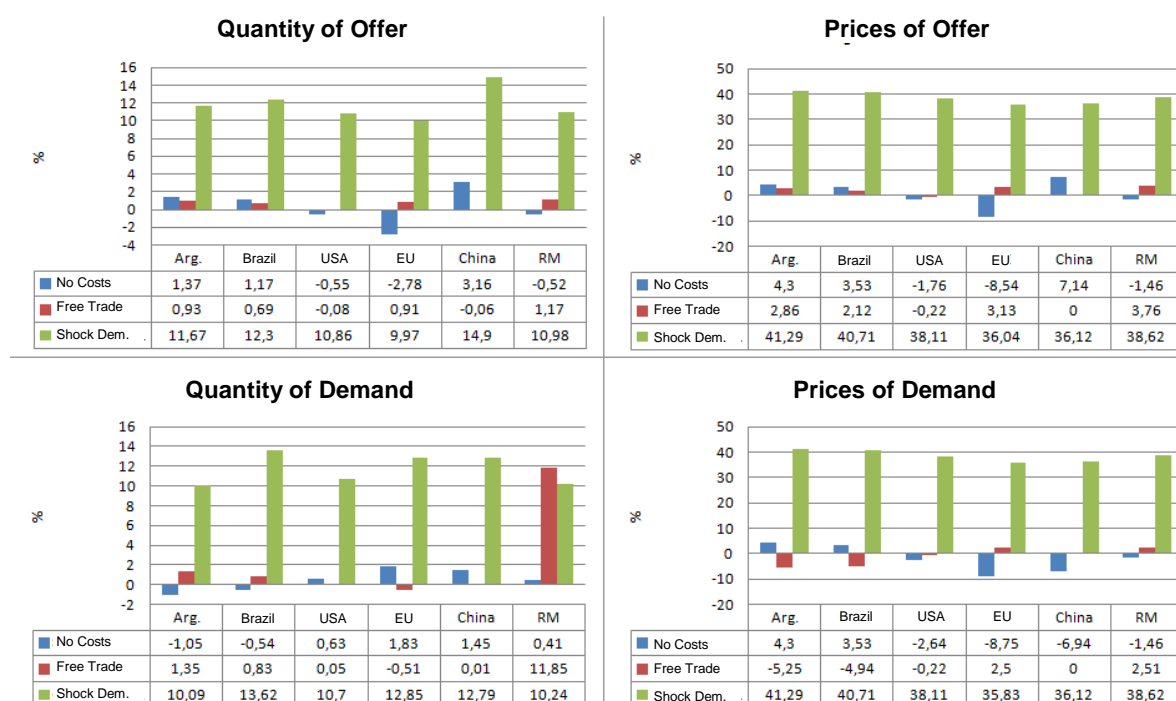 Quantity of Offer
16
14
12
10
8
6
4
2
0
-2
-4
%
Arg. Brazil USA EU China RM
No Costs 1,37 1,17 -0,55 -2,78 3,16 -0,52
Free Trade 0,93 0,69 -0,08 0,91 -0,06 1,17
Shock Dem. 11,67 12,3 10,86 9,97 14,9 10,98
Prices of Offer
50
40
30
20
10
0
-10
-20
%
Arg. Brazil USA EU China RM
No Costs 4,3 3,53 -1,76 -8,54 7,14 -1,46
Free Trade 2,86 2,12 -0,22 3,13 0 3,76
Shock Dem. 41,29 40,71 38,11 36,04 36,12 38,62
Quantity of Demand
16
14
12
10
8
6
4
2
0
-2
%
Arg. Brazil USA EU China RM
No Costs -1,05 -0,54 0,63 1,83 1,45 0,41
Free Trade 1,35 0,83 0,05 -0,51 0,01 11,85
Shock Dem. 10,09 13,62 10,7 12,85 12,79 10,24
Prices of Demand
50
40
30
20
10
0
-10
-20
%
Arg. Brazil USA EU China RM
No Costs 4,3 3,53 -2,64 -8,75 -6,94 -1,46
Free Trade -5,25 -4,94 -0,22 2,5 0 2,51
Shock Dem. 41,29 40,71 38,11 35,83 36,12 38,62